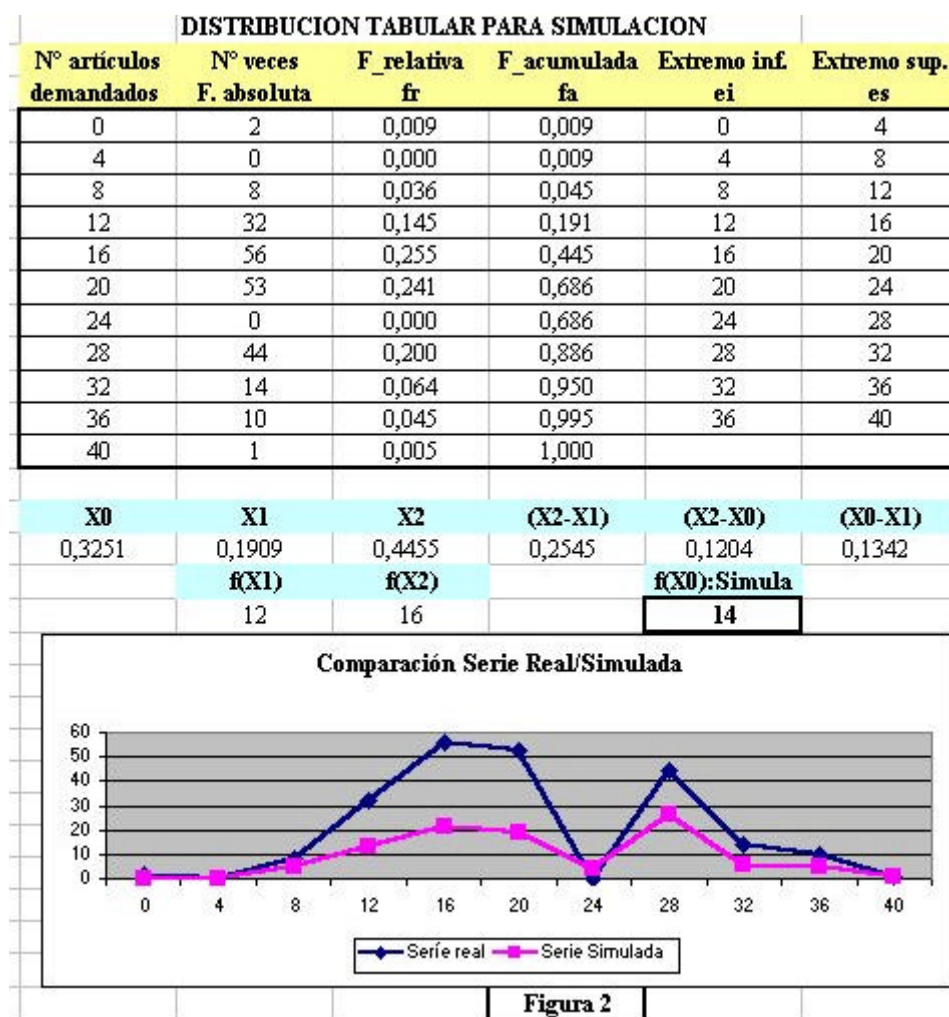 DISTRIBUCION TABULAR PARA SIMULACION
N° artículos N° veces F_relativa F_acumulada Extremo inf. Extremo sup.
demandados F. absoluta fr fa ei es
0 2 0,009 0,009 0 4
4 0 0,000 0,009 4 8
8 8 0,036 0,045 8 12
12 32 0,145 0,191 12 16
16 56 0,255 0,445 16 20
20 53 0,241 0,686 20 24
24 0 0,000 0,686 24 28
28 44 0,200 0,886 28 32
32 14 0,064 0,950 32 36
36 10 0,045 0,995 36 40
40 1 0,005 1,000
X0 X1 X2 (X2-X1) (X2-X0) (X0-X1)
0,3251 0,1909 0,4455 0,2545 0,1204 0,1342
f(X1) f(X2) f(X0):Simula
12 16 14
Comparación Serie Real/Simulada
60
50
40
30
20
10
0
0 4 8 12 16 20 24 28 32 36 40
Seríe real Serie Simulada
Figura 2